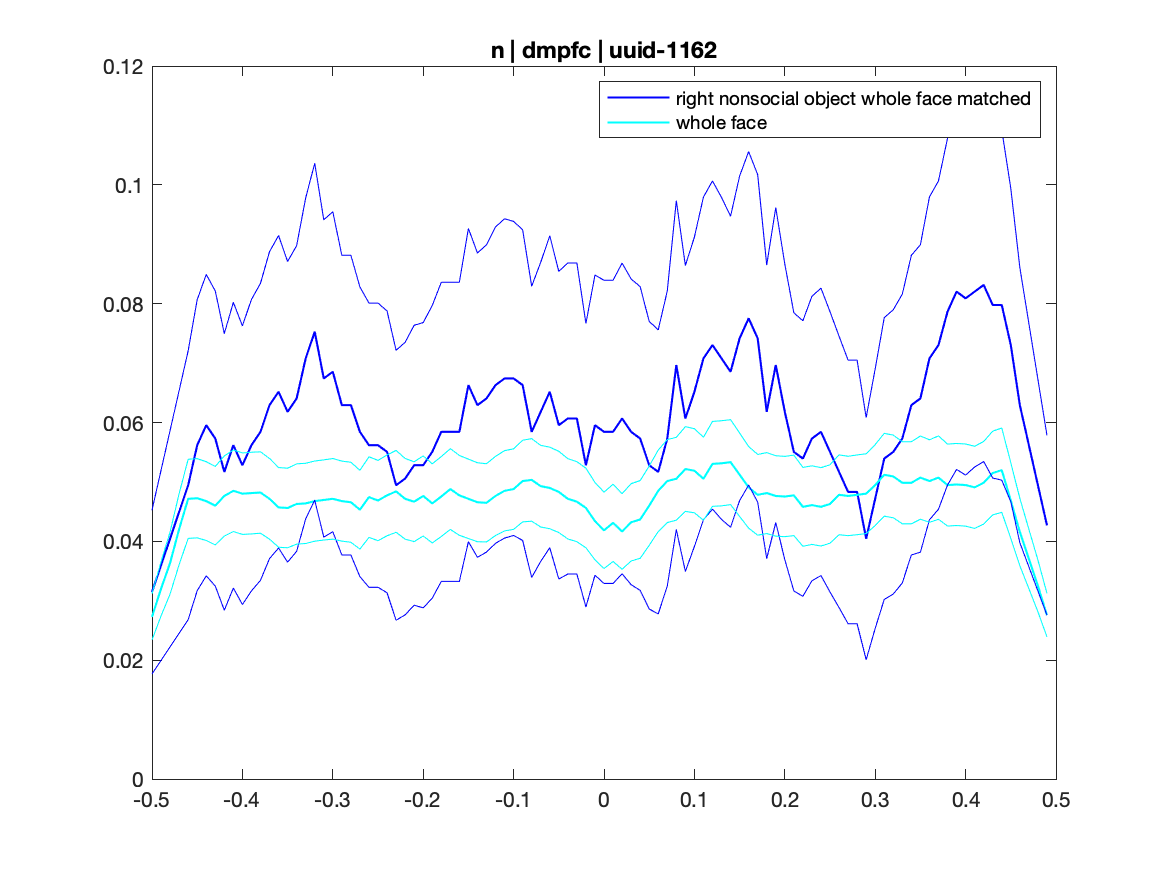 n | dmpfc | uuid-1162
right nonsocial object whole face matched
whole face
0.12
0.1
0.08
0.06
0.04
0.02
0
-0.5 -0.4 -0.3 -0.2 -0.1 0 0.1 0.2 0.3 0.4 0.5